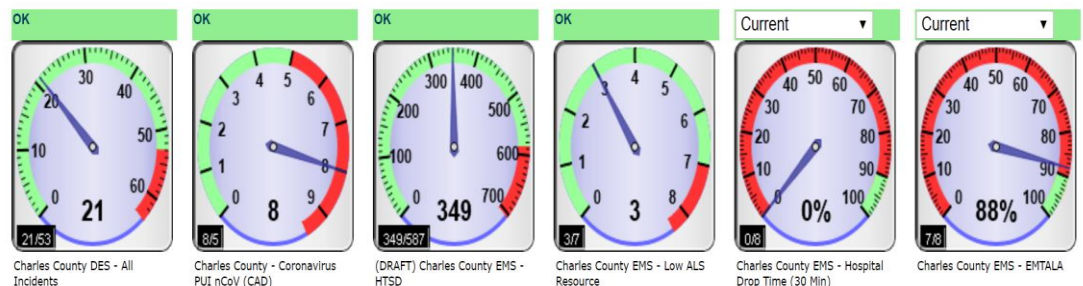 OK
OK
OK
OK
Current
Current
0 10 20 30 40 50 60
21
21/53
Charles County DES - All
Incidents
0 1 2 3 4 5 6 7 8 9
8
8/5
Charles County - Coronavirus
PUI nCoV (CAD)
0 100 200 300 400 500 600 700
349
349/587
(DRAFT) Charles County EMS -
HTSD
0 1 2 3 4 5 6 7 8
3
3/7
Charles County EMS - Low ALS
Resource
0 10 20 30 40 50 60 70 80 90 100
0%
0/8
Charles County EMS - Hospital
Drop Time (30 Min)
0 10 20 30 40 50 60 70 80 90 100
88%
7/8
Charles County EMS - EMTALA